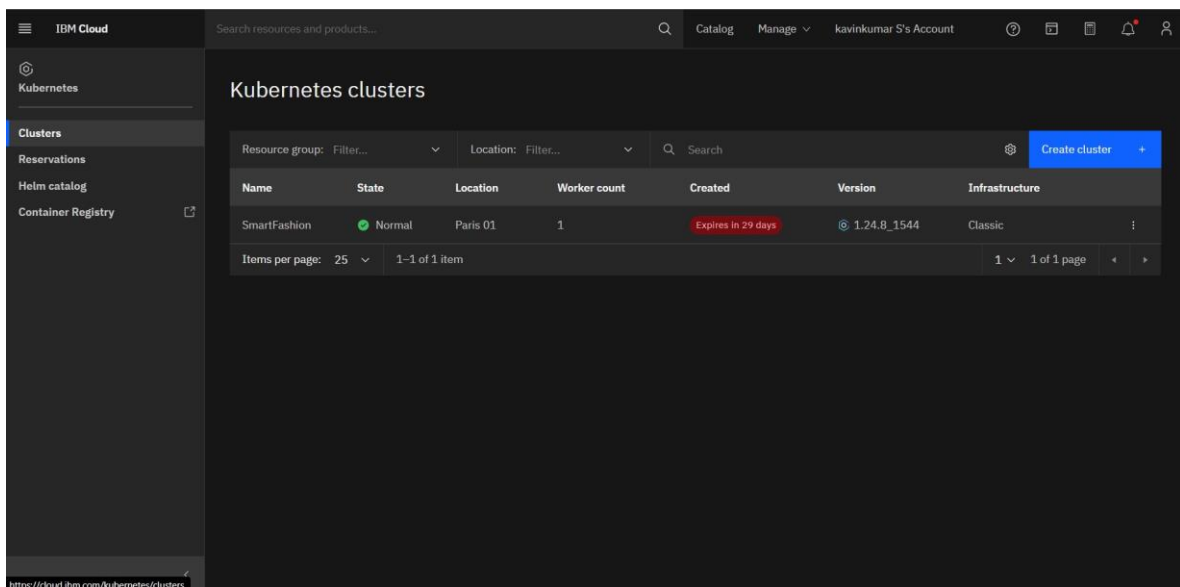 IBM Cloud Search resources and products... Catalog Manage kavinkumar S's Account
Kubernetes
Clusters
Reservations
Helm catalog
Container Registry
Kubernetes clusters
Resource group: Filter... Location: Filter... Search Create cluster +
Name State Location Worker count Created Version Infrastructure
SmartFashion Normal Paris 01 1 Expires in 29 days 1.24.8_1544 Classic
Items per page: 25 1–1 of 1 item 1 1 of 1 page
https://cloud.ibm.com/kubernetes/clusters